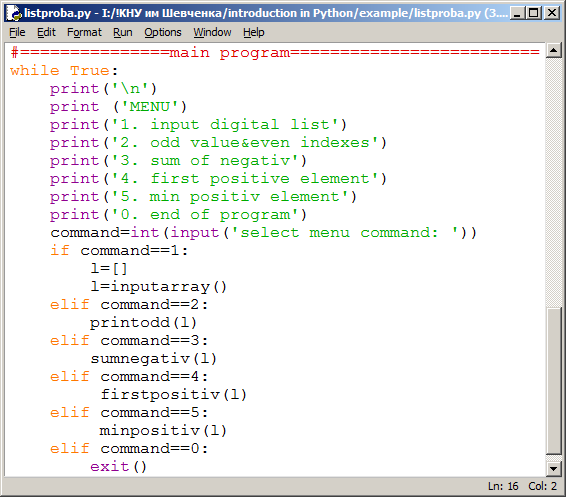 listproba.py - I:/!КНУ им Шевченка/introduction in Python/example/listproba.py (3....
File Edit Format Run Options Window Help
#===============main program=========================
while True:
    print('\n')
    print ('MENU')
    print('1. input digital list')
    print('2. odd value&even indexes')
    print('3. sum of negativ')
    print('4. first positive element')
    print('5. min positiv element')
    print('0. end of program')
    command=int(input('select menu command: '))
    if command==1:
        l=[]
        l=inputarray()
    elif command==2:
        printodd(l)
    elif command==3:
        sumnegativ(l)
    elif command==4:
         firstpositiv(l)
    elif command==5:
         minpositiv(l)
    elif command==0:
        exit()
Ln: 16 Col: 2